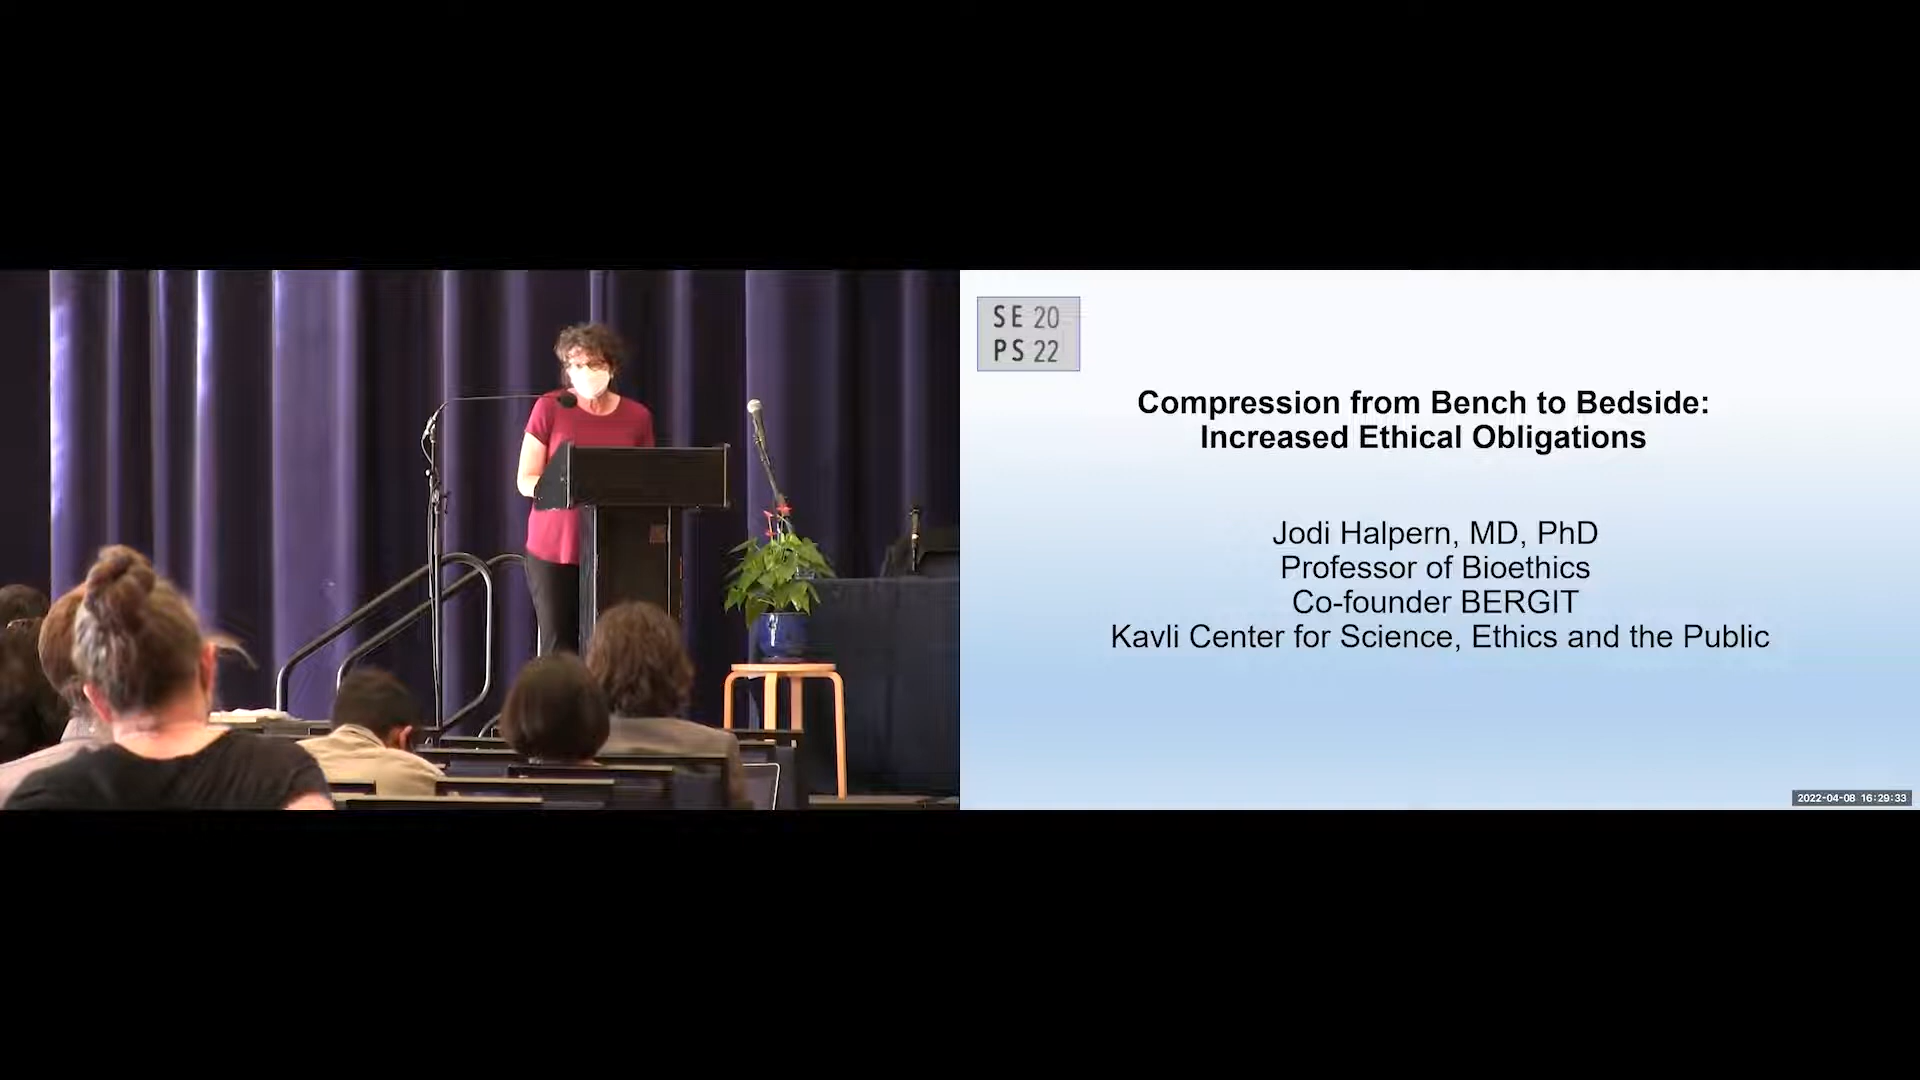 SE 20
PS 22
Compression from Bench to Bedside:
Increased Ethical Obligations
Jodi Halpern, MD, PhD
Professor of Bioethics
Co-founder BERGIT
Kavli Center for Science, Ethics and the Public
2022-04-08 16:29:33